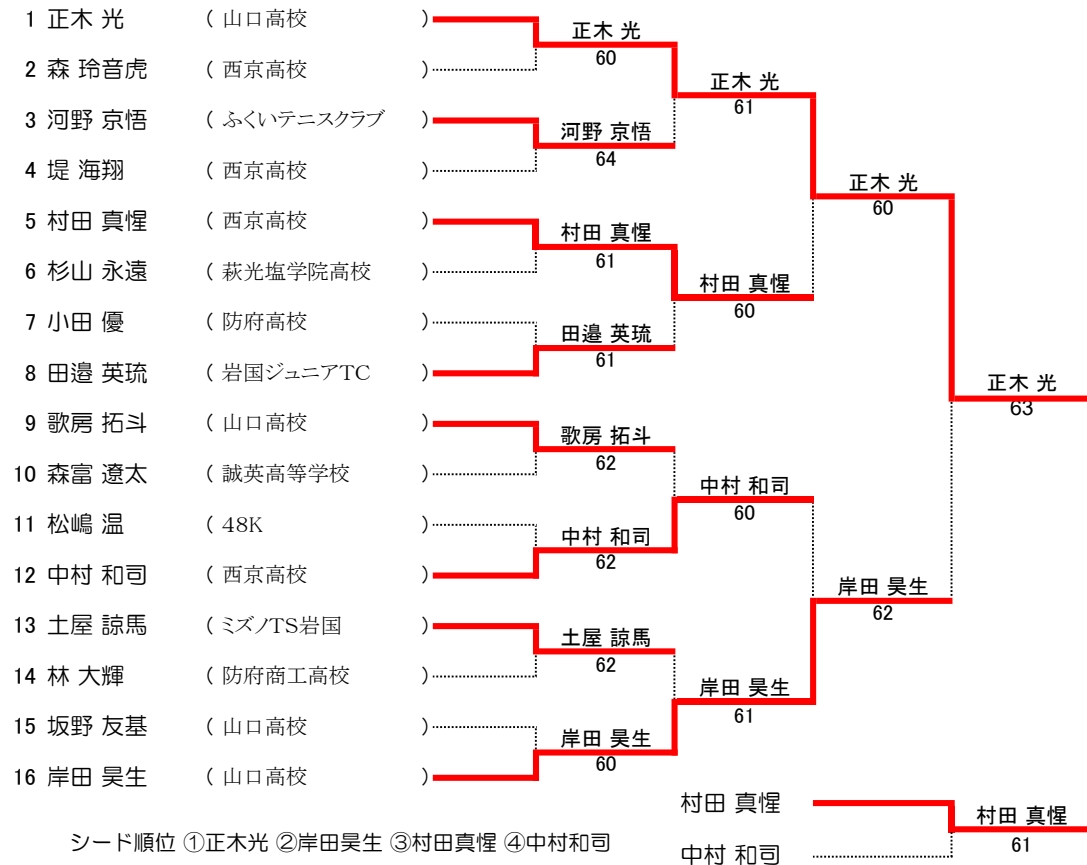 1 正木 光 ( 山口高校 )
2 森 玲音虎 ( 西京高校 )
3 河野 京悟 ( ふくいテニスクラブ )
4 堤 海翔 ( 西京高校 )
5 村田 真惺 ( 西京高校 )
6 杉山 永遠 ( 萩光塩学院高校 )
7 小田 優 ( 防府高校 )
8 田邉 英琉 ( 岩国ジュニアTC )
9 歌房 拓斗 ( 山口高校 )
10 森富 遼太 ( 誠英高等学校 )
11 松嶋 温 ( 48K )
12 中村 和司 ( 西京高校 )
13 土屋 諒馬 ( ミズノTS岩国 )
14 林 大輝 ( 防府商工高校 )
15 坂野 友基 ( 山口高校 )
16 岸田 昊生 ( 山口高校 )
正木 光
60
河野 京悟
64
村田 真惺
61
田邉 英琉
61
歌房 拓斗
62
中村 和司
62
土屋 諒馬
62
岸田 昊生
60
正木 光
61
村田 真惺
60
中村 和司
60
岸田 昊生
61
正木 光
60
岸田 昊生
62
正木 光
63
村田 真惺
中村 和司
村田 真惺
61
シード順位 ①正木光 ②岸田昊生 ③村田真惺 ④中村和司